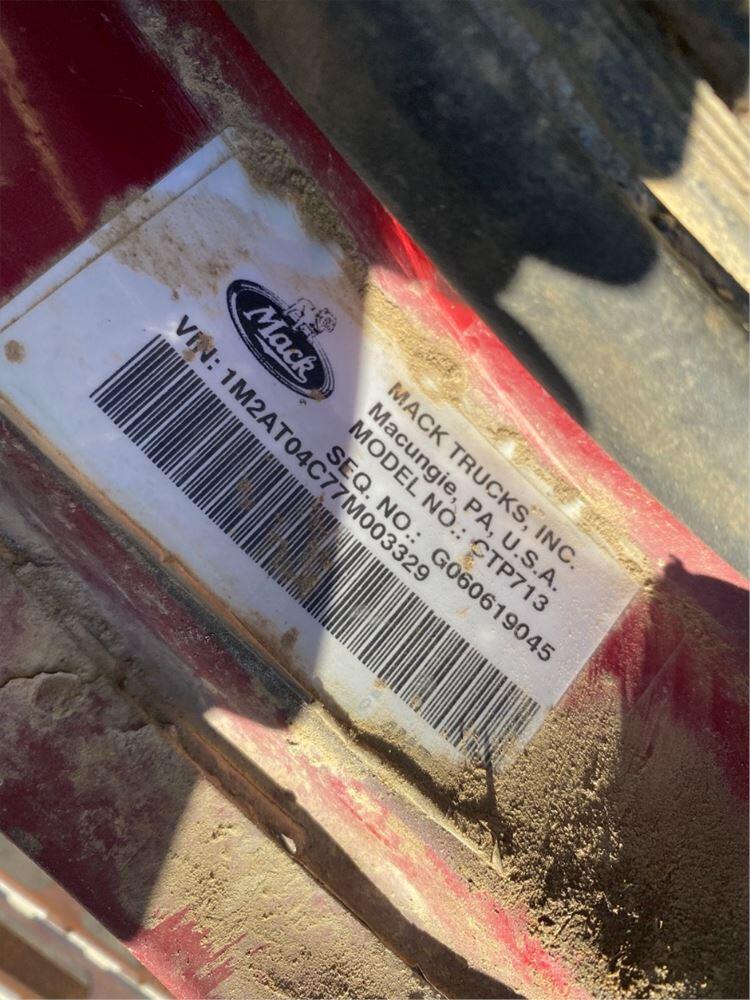 Mack
MACK TRUCKS, INC.
Macungie, PA, U.S.A.
MODEL NO.: CTP713
SEQ. NO.: G060619045
VIN: 1M2AT04C77M003329